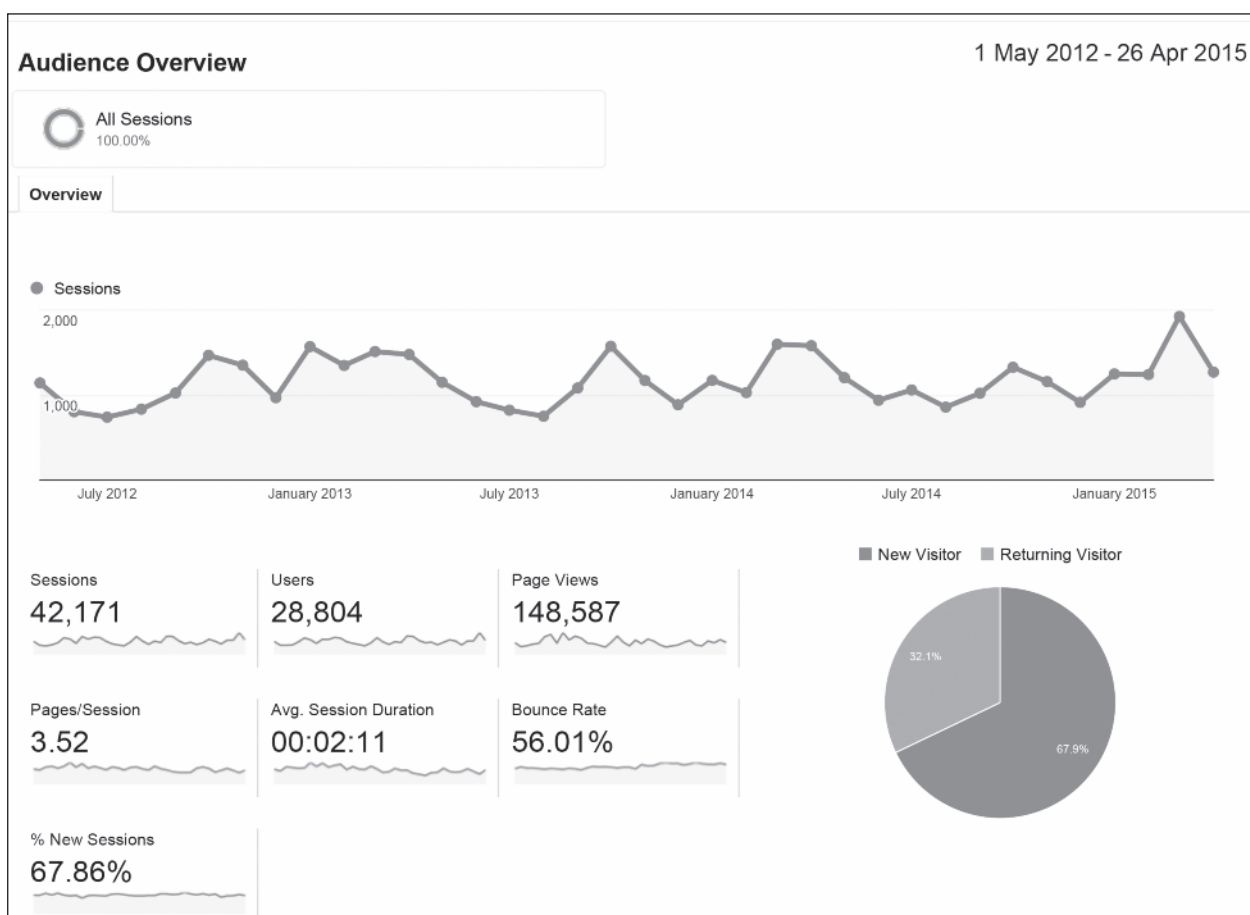 Audience Overview
1 May 2012 - 26 Apr 2015
All Sessions
100.00%
Overview
Sessions
2,000
1,000
July 2012
January 2013
July 2013
January 2014
July 2014
January 2015
New Visitor
Returning Visitor
Sessions
42,171
Users
28,804
Page Views
148,587
32.1%
67.9%
Pages/Session
3.52
Avg. Session Duration
00:02:11
Bounce Rate
56.01%
% New Sessions
67.86%